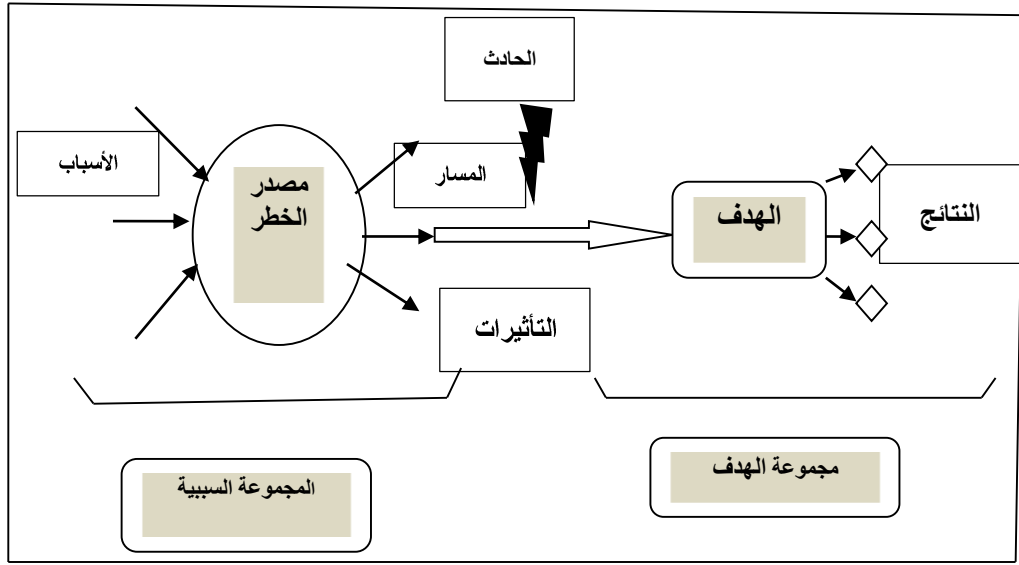 الحادث
الأسباب
المسار
مصدر
الخطر
الهدف
النتائج
التأثيرات
مجموعة الهدف
المجموعة السببية